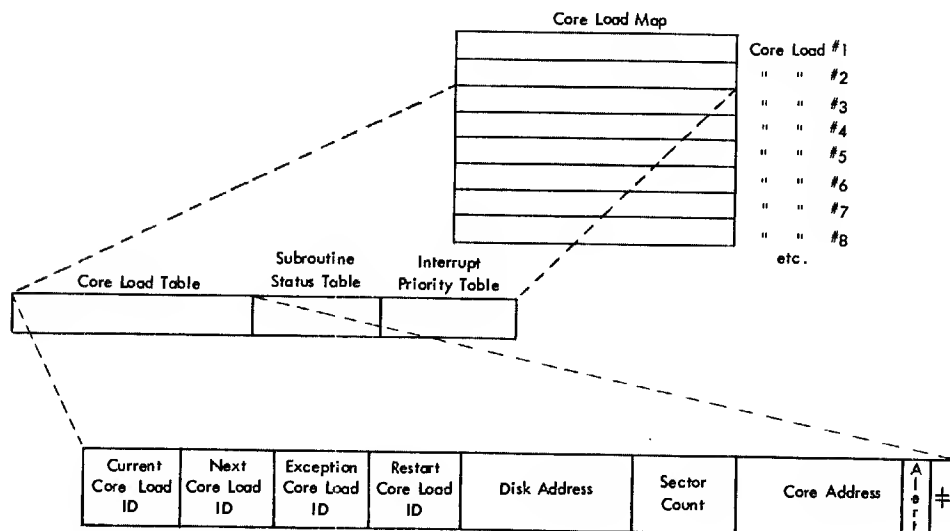 Core Load Map
Core Load #1
" " #2
" " #3
" " #4
" " #5
" " #6
" " #7
" " #8
etc.
Core Load Table
Subroutine
Status Table
Interrupt
Priority Table
Current
Core Load
ID
Next
Core Load
ID
Exception
Core Load
ID
Restart
Core Load
ID
Disk Address
Sector
Count
Core Address
Alert
‡